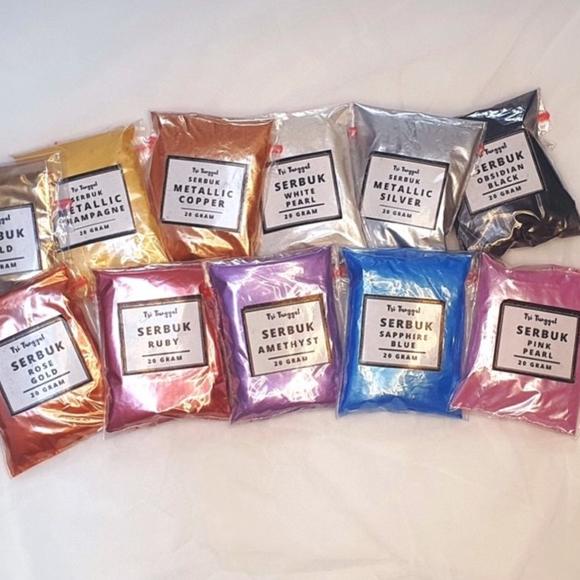 Tunggal
BUK
LD
GRAM
Tri Tunggal
SERBUK
METALLIC
HAMPAGNE
20 GRAM
Tri Tunggal
SERBUK
METALLIC
COPPER
20 GRAM
Tri Tunggal
SERBUK
WHITE
PEARL
20 GRAM
Tri Tunggal
SERBUK
METALLIC
SILVER
20 GRAM
Tri Tunggal
SERBUK
OBSIDIAN
BLACK
20 GRAM
Tri Tunggal
SERBUK
ROSE
GOLD
20 GRAM
Tri Tunggal
SERBUK
RUBY
20 GRAM
Tri Tunggal
SERBUK
AMETHYST
20 GRAM
Tri Tunggal
SERBUK
SAPPHIRE
BLUE
20 GRAM
Tri Tunggal
SERBUK
PINK
PEARL
20 GRAM